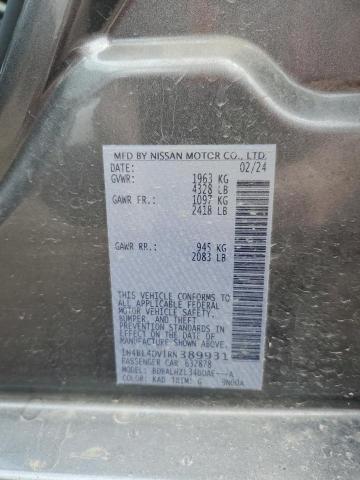 MFD BY NISSAN MOTOR CO., LTD.
DATE: 02/24
GVWR: 1963 KG
4328 LB
GAWR FR.: 1097 KG
2418 LB
GAWR RR.: 945 KG
2083 LB
THIS VEHICLE CONFORMS TO
ALL APPLICABLE FEDERAL
MOTOR VEHICLE SAFETY,
BUMPER, AND THEFT
PREVENTION STANDARDS IN
EFFECT ON THE DATE OF
MANUFACTURE SHOWN ABOVE.
1N4BL4DV1RN389931
PASSENGER CAR 632878
MODEL:
COLOR: KAD TRIM: G